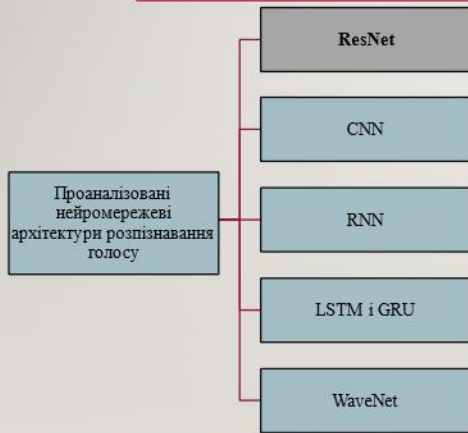 Проаналізовані
нейромережеві
архітектури розпізнавання
голосу
ResNet
CNN
RNN
LSTM і GRU
WaveNet